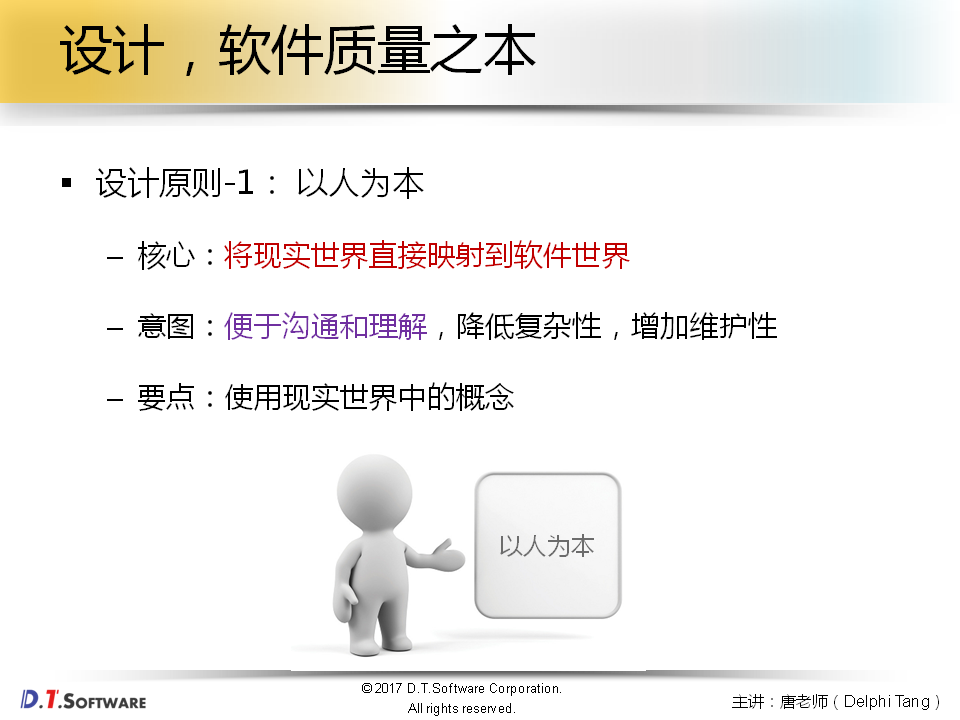 设计，软件质量之本
▪ 设计原则-1： 以人为本
– 核心：将现实世界直接映射到软件世界
– 意图：便于沟通和理解，降低复杂性，增加维护性
– 要点：使用现实世界中的概念
以人为本
D.T.SOFTWARE
©2017 D.T.Software Corporation.
All rights reserved.
主讲：唐老师（Delphi Tang）